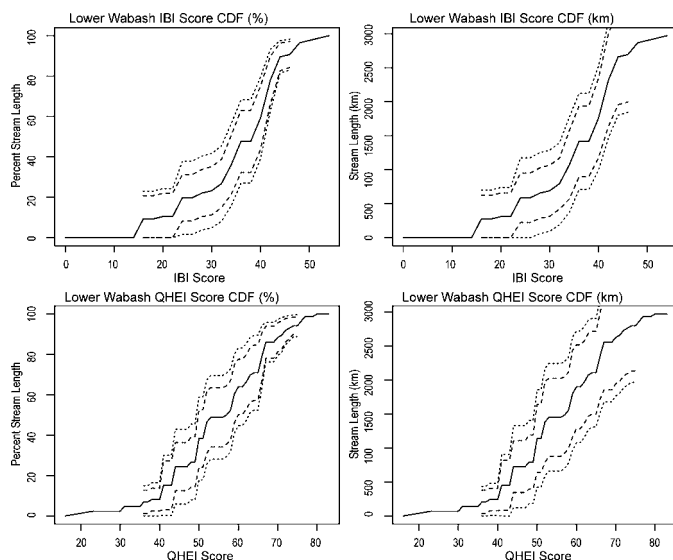 Lower Wabash IBI Score CDF (%)
Percent Stream Length
100
80
60
40
20
0
0 10 20 30 40 50
IBI Score
Lower Wabash IBI Score CDF (km)
Stream Length (km)
3000
2500
2000
1500
1000
500
0
0 10 20 30 40 50
IBI Score
Lower Wabash QHEI Score CDF (%)
Percent Stream Length
100
80
60
40
20
0
20 30 40 50 60 70 80
QHEI Score
Lower Wabash QHEI Score CDF (km)
Stream Length (km)
3000
2500
2000
1500
1000
500
0
20 30 40 50 60 70 80
QHEI Score